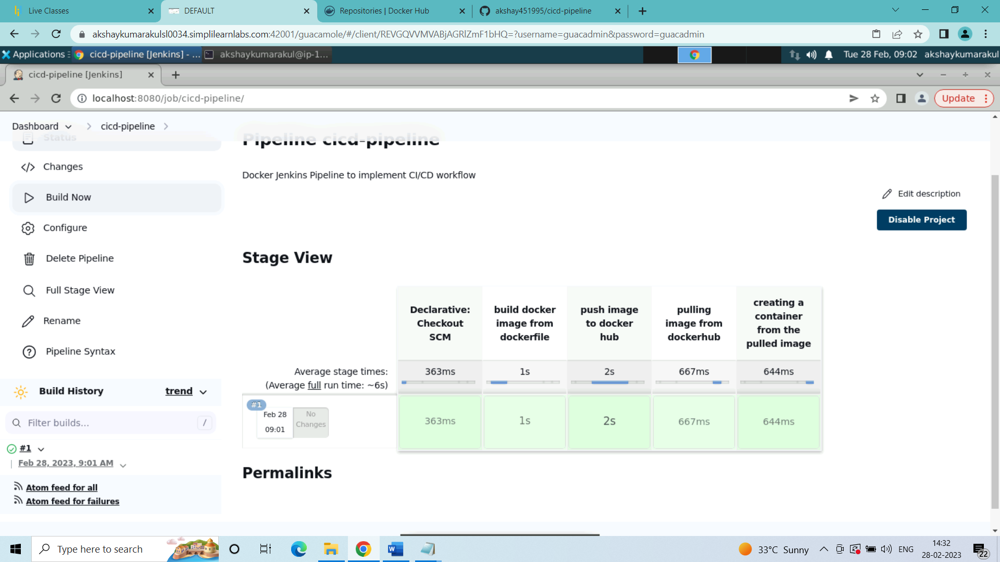 Live Classes
DEFAULT
Repositories | Docker Hub
akshay451995/cicd-pipeline
akshaykumarakulsl0034.simplilearnlabs.com:42001/guacamole/#/client/REVGQVVMVABjAGRlZmF1bHQ=?username=guacadmin&password=guacadmin
Applications
cicd-pipeline [Jenkins] - ...
akshaykumarakul@ip-1...
Tue 28 Feb, 09:02 akshaykumarakul
cicd-pipeline [Jenkins]
localhost:8080/job/cicd-pipeline/
Update
Dashboard
cicd-pipeline
Status
Changes
Build Now
Configure
Delete Pipeline
Full Stage View
Rename
Pipeline Syntax
Build History
trend
Filter builds...
/
#1
Feb 28, 2023, 9:01 AM
Atom feed for all
Atom feed for failures
Pipeline cicd-pipeline
Docker Jenkins Pipeline to implement CI/CD workflow
Edit description
Disable Project
Stage View
Declarative:
Checkout
SCM
build docker
image from
dockerfile
push image
to docker
hub
pulling
image from
dockerhub
creating a
container
from the
pulled image
Average stage times:
(Average full run time: ~6s)
363ms
1s
2s
667ms
644ms
#1
Feb 28
09:01
No
Changes
363ms
1s
2s
667ms
644ms
Permalinks
Type here to search
33°C Sunny
ENG
14:32
28-02-2023
22